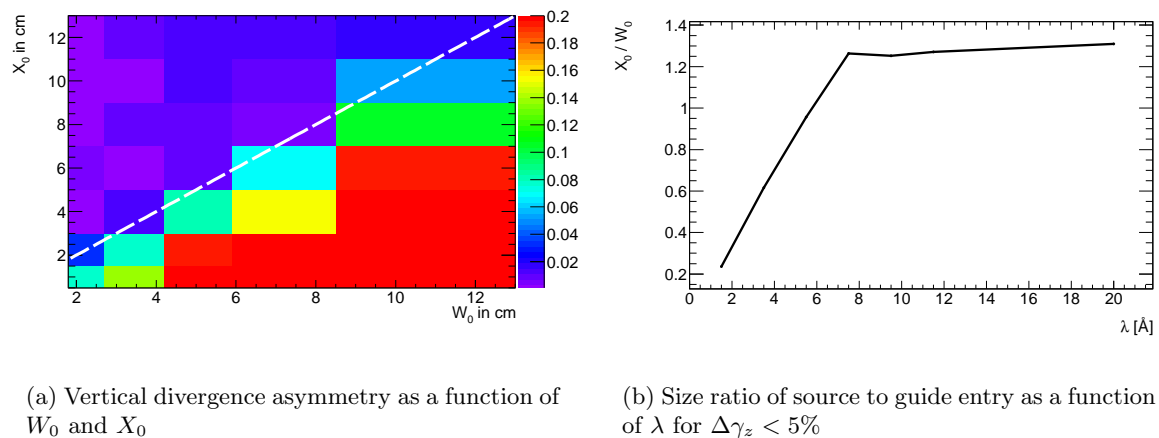 X₀ in cm
12
10
8
6
4
2
2 4 6 8 10 12
W₀ in cm
0.2
0.18
0.16
0.14
0.12
0.1
0.08
0.06
0.04
0.02
X₀ / W₀
1.4
1.2
1
0.8
0.6
0.4
0.2
0 2 4 6 8 10 12 14 16 18 20
λ [Å]
(a) Vertical divergence asymmetry as a function of
W₀ and X₀
(b) Size ratio of source to guide entry as a function
of λ for Δγ_z < 5%